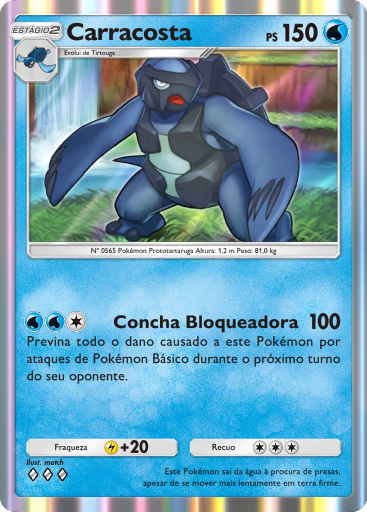 ESTÁGIO 2
Carracosta
PS 150
Evolui de Tirtouga
Nº 0565 Pokémon Prototartaruga Altura: 1,2 m Peso: 81,0 kg
Concha Bloqueadora 100
Previna todo o dano causado a este Pokémon por
ataques de Pokémon Básico durante o próximo turno
do seu oponente.
Fraqueza +20
Recuo
Ilust. match
Este Pokémon sai da água à procura de presas,
apesar de se mover mais lentamente em terra firme.